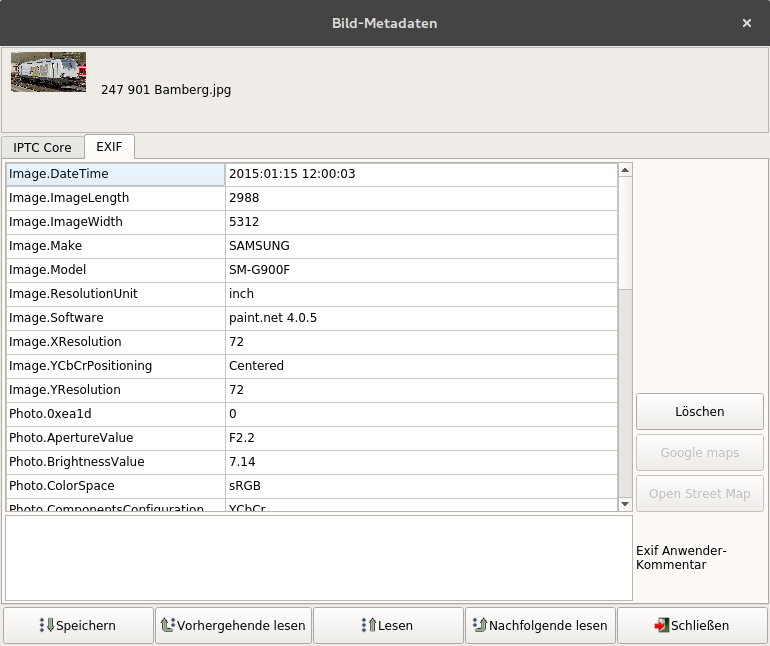 Bild-Metadaten
247 901 Bamberg.jpg
IPTC Core EXIF
Image.DateTime 2015:01:15 12:00:03
Image.ImageLength 2988
Image.ImageWidth 5312
Image.Make SAMSUNG
Image.Model SM-G900F
Image.ResolutionUnit inch
Image.Software paint.net 4.0.5
Image.XResolution 72
Image.YCbCrPositioning Centered
Image.YResolution 72
Photo.0xea1d 0
Photo.ApertureValue F2.2
Photo.BrightnessValue 7.14
Photo.ColorSpace sRGB
Photo.ComponentsConfiguration YCbCr
Löschen
Google maps
Open Street Map
Exif Anwender-
Kommentar
Speichern Vorhergehende lesen Lesen Nachfolgende lesen Schließen